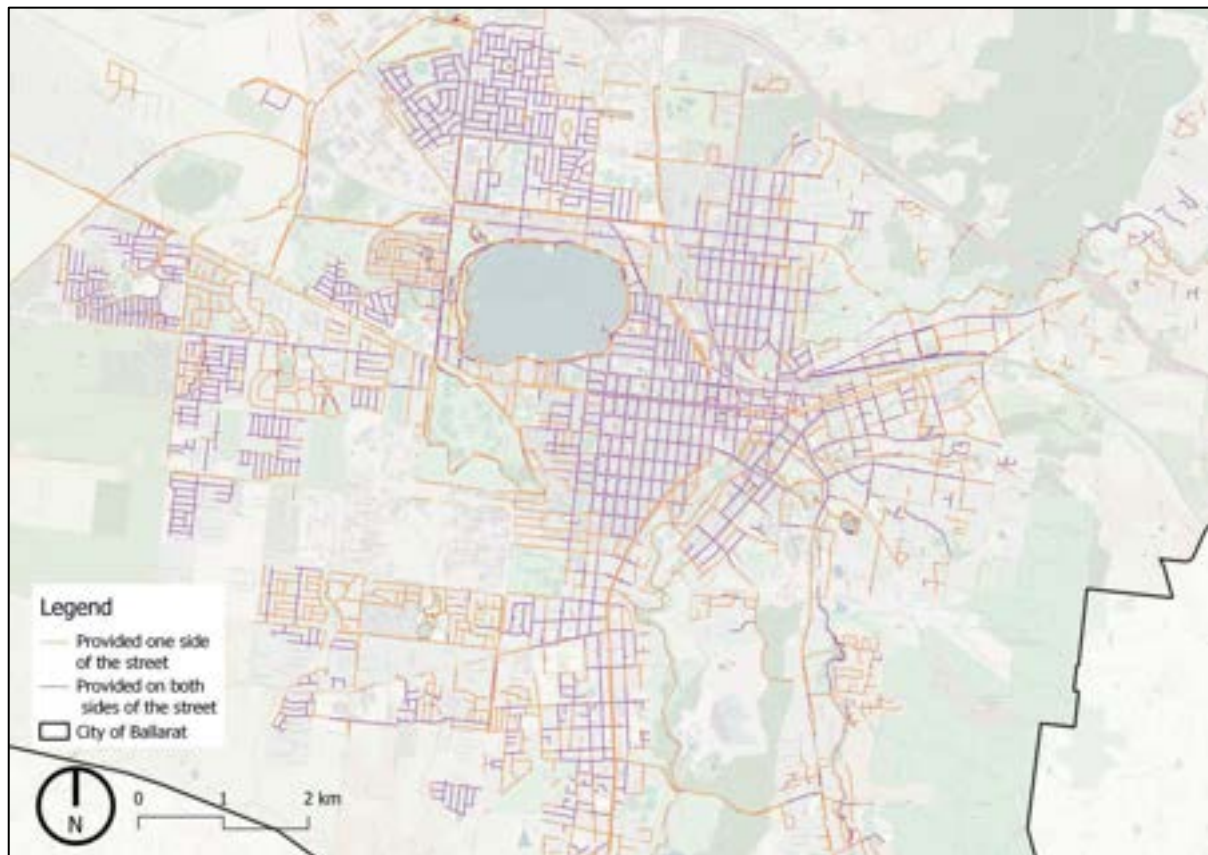 Legend
Provided one side
of the street
Provided on both
sides of the street
City of Ballarat
N
0 1 2 km